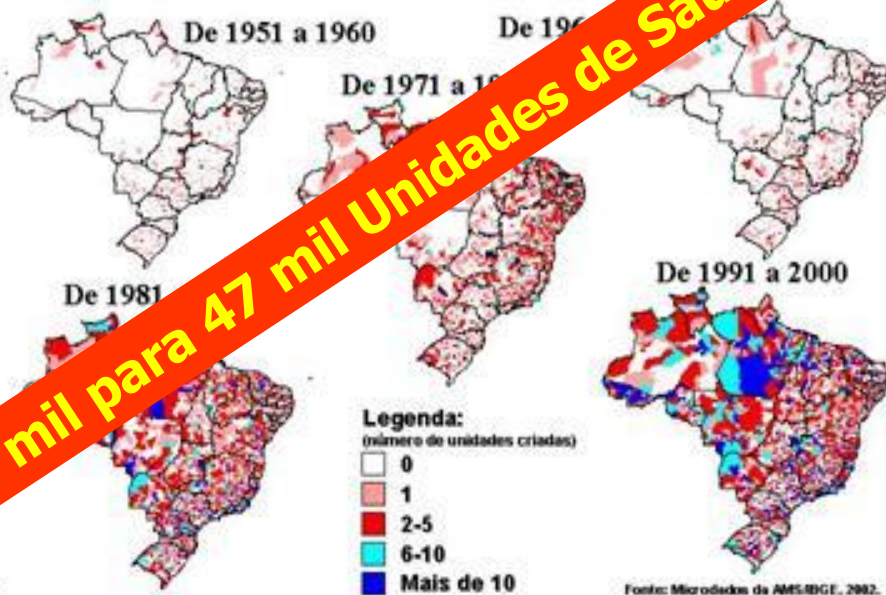 De 1951 a 1960
De 196
De 1971 a 19
mil para 47 mil Unidades de Saú
De 1981
De 1991 a 2000
Legenda:
(número de unidades criadas)
0
1
2-5
6-10
Mais de 10
Fonte: Microdados da AMS/IBGE, 2002.